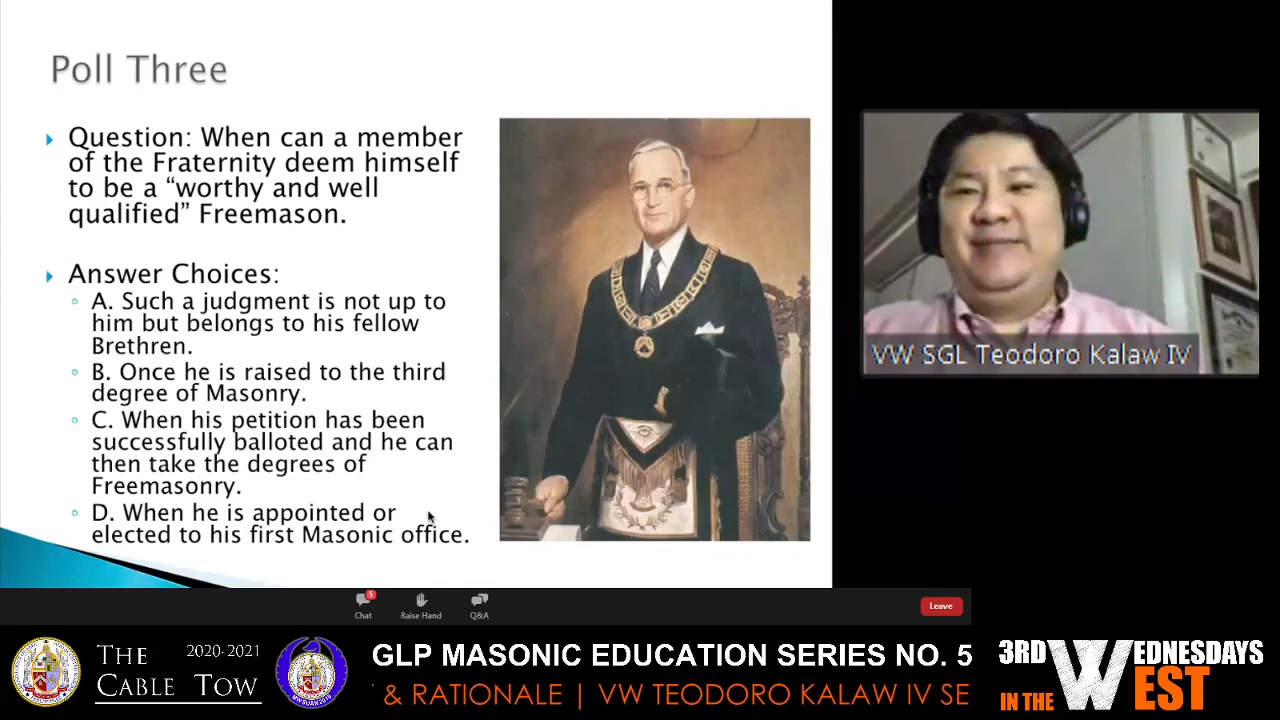 Poll Three
Question: When can a member
of the Fraternity deem himself
to be a “worthy and well
qualified” Freemason.
Answer Choices:
A. Such a judgment is not up to
him but belongs to his fellow
Brethren.
B. Once he is raised to the third
degree of Masonry.
C. When his petition has been
successfully balloted and he can
then take the degrees of
Freemasonry.
D. When he is appointed or
elected to his first Masonic office.
VW SGL Teodoro Kalaw IV
5
Chat
Raise Hand
Q&A
Leave
THE 2020-2021
CABLE TOW
GLP MASONIC EDUCATION SERIES NO. 5
& RATIONALE | VW TEODORO KALAW IV SE
3RD WEDNESDAYS
IN THE WEST